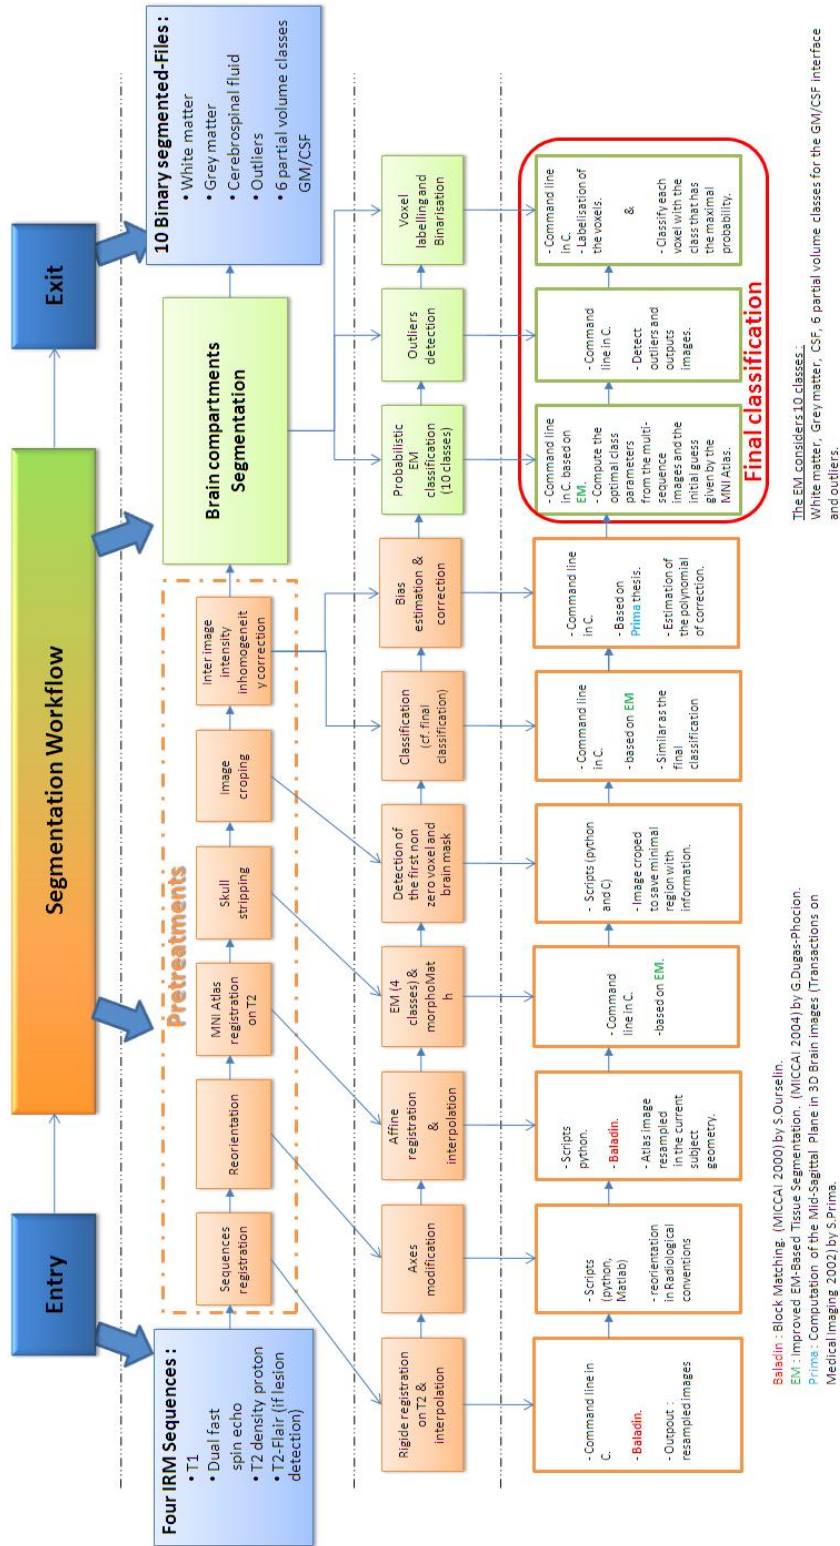 Entry
Segmentation Workflow
Exit
Four IRM Sequences :
• T1
• Dual fast
spin echo
• T2 density proton
• T2-Flair (if lesion
detection)
Pretreatments
Sequences
registration
Reorientation
MNI Atlas
registration
on T2
Skull
stripping
Image
croping
Inter image
intensity
inhomogeneit
y correction
Brain compartments
Segmentation
10 Binary segmented-Files :
• White matter
• Grey matter
• Cerebrospinal fluid
• Outliers
• 6 partial volume classes
GM/CSF
Rigide registration
on T2 &
interpolation
Axes
modification
Affine
registration
&
interpolation
EM (4
classes) &
morphoMat
h
Detection of
the first non
zero voxel and
brain mask
Classification
(cf. final
classification)
Bias
estimation &
correction
Probabilistic
EM
classification
(10 classes)
Outliers
detection
Voxel
labelling and
Binarisation
- Command line in
C.
- Baladin.
- Outpout :
resampled images
- Scripts
(python,
Matlab)
- reorientation
in Radiological
conventions
- Scripts
python.
- Baladin.
- Atlas image
resampled
in the current
subject
geometry.
- Command
line in C.
-based on EM.
- Scripts (python
and C)
- Image croped
to save minimal
region with
information.
- Command line
in C.
- based on EM
- Similar as the
final
classification
- Command line
in C.
- Based on
Prima thesis.
- Estimation of
the polynomial
of correction.
- Command line
in C. based on
EM.
- Compute the
optimal class
parameters
from the multi-
sequence
images and the
initial guess
given by the
MNI Atlas.
- Command
line in C.
- Detect
outliers and
outputs
images.
- Command line
in C.
- Labelisation of
the voxels.
&
- Classify each
voxel with the
class that has
the maximal
probability.
Final classification
Baladin : Block Matching. (MICCAI 2000) by S.Ourselin.
EM : Improved EM-Based Tissue Segmentation. (MICCAI 2004) by G.Dugas-Phocion.
Prima : Computation of the Mid-Sagittal Plane in 3D Brain images (Transactions on
Medical Imaging 2002) by S.Prima.
The EM considers 10 classes :
White matter, Grey matter, CSF, 6 partial volume classes for the GM/CSF interface
and outliers.